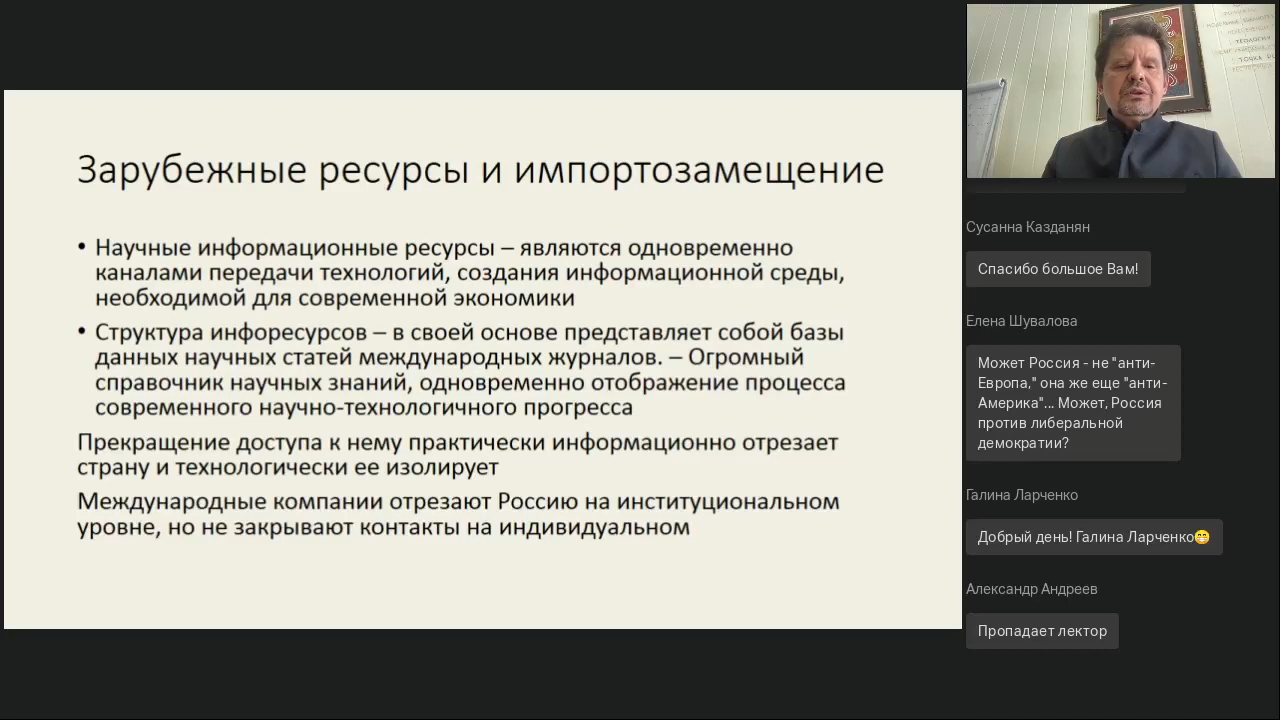 Зарубежные ресурсы и импортозамещение
• Научные информационные ресурсы – являются одновременно
каналами передачи технологий, создания информационной среды,
необходимой для современной экономики
• Структура инфоресурсов – в своей основе представляет собой базы
данных научных статей международных журналов. – Огромный
справочник научных знаний, одновременно отображение процесса
современного научно-технологичного прогресса
Прекращение доступа к нему практически информационно отрезает
страну и технологически ее изолирует
Международные компании отрезают Россию на институциональном
уровне, но не закрывают контакты на индивидуальном
ТЕОЛОГИЯ
Сусанна Казданян
Спасибо большое Вам!
Елена Шувалова
Может Россия - не "анти-
Европа," она же еще "анти-
Америка"... Может, Россия
против либеральной
демократии?
Галина Ларченко
Добрый день! Галина Ларченко😁
Александр Андреев
Пропадает лектор